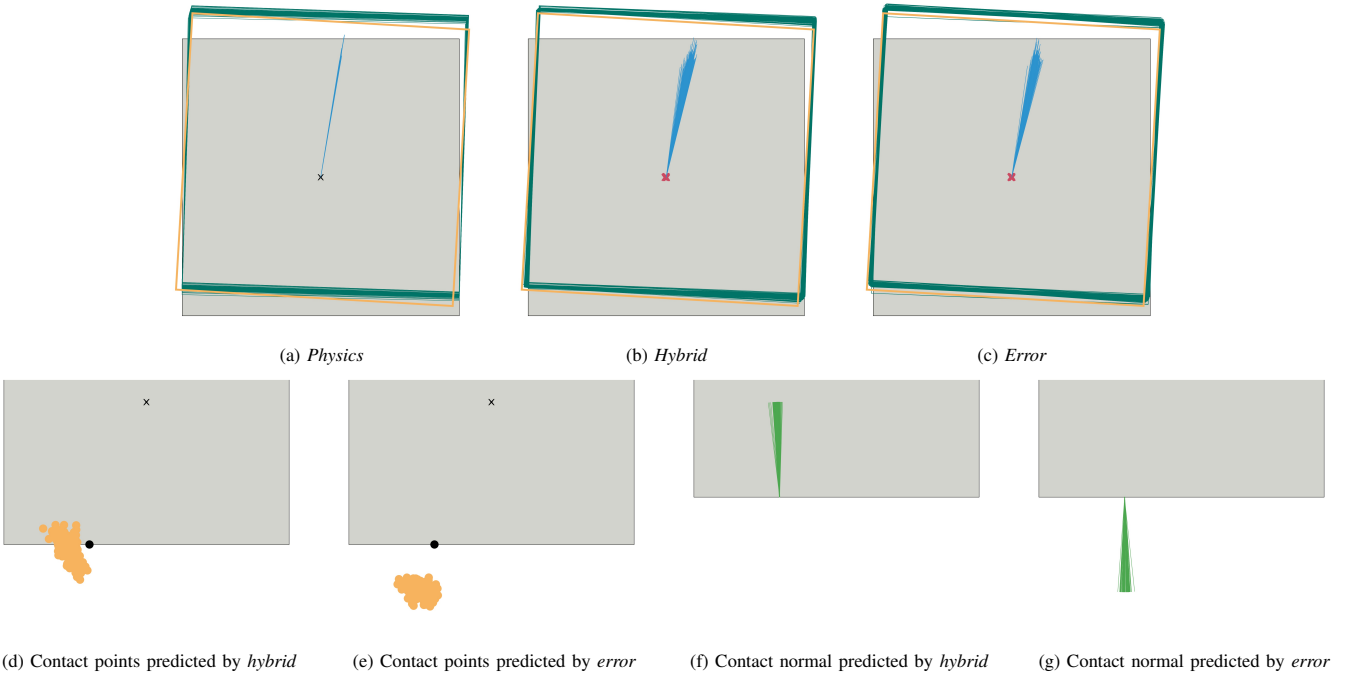 (a) Physics
(b) Hybrid
(c) Error
(d) Contact points predicted by hybrid
(e) Contact points predicted by error
(f) Contact normal predicted by hybrid
(g) Contact normal predicted by error